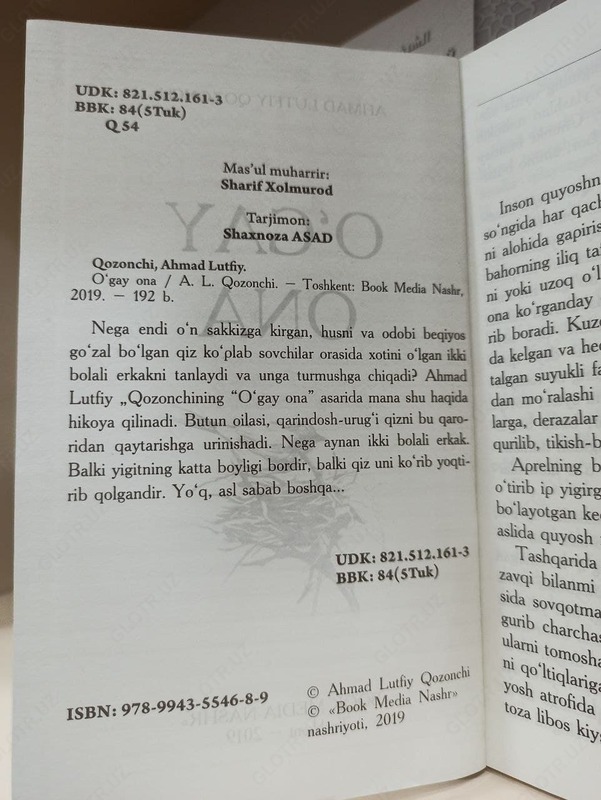 UDK: 821.512.161-3
BBK: 84(5Tuk)
Q 54
Mas'ul muharrir:
Sharif Xolmurod
Tarjimon:
Shaxnoza ASAD
Qozonchi, Ahmad Lutfiy.
O'gay ona / A. L. Qozonchi. — Toshkent: Book Media Nashr,
2019. — 192 b.
Nega endi o'n sakkizga kirgan, husni va odobi beqiyos
go'zal bo'lgan qiz ko'plab sovchilar orasida xotini o'lgan ikki
bolali erkakni tanlaydi va unga turmushga chiqadi? Ahmad
Lutfiy „Qozonchining "O'gay ona" asarida mana shu haqida
hikoya qilinadi. Butun oilasi, qarindosh-urug'i qizni bu qaro-
ridan qaytarishga urinishadi. Nega aynan ikki bolali erkak.
Balki yigitning katta boyligi bordir, balki qiz uni ko'rib yoqti-
rib qolgandir. Yo'q, asl sabab boshqa...
UDK: 821.512.161-3
BBK: 84(5Tuk)
ISBN: 978-9943-5546-8-9
© Ahmad Lutfiy Qozonchi
© «Book Media Nashr»
nashriyoti, 2019
Inson quyoshn
so'ngida har qach
ni alohida gapiris
bahorning iliq ta
ni yoki uzoq o'l
ona ko'rganday
rib boradi. Kuz
da kelgan va he
talgan suyukli fa
dan mo'ralashi
larga, derazalar
qurilib, tikish-b
Aprelning b
o'tirib ip yigirg
bo'layotgan ke
aslida quyosh
Tashqarida
zavqi bilanmi
sida sovqotma
gurib charchas
ularni tomosha
ni qo'ltiqlariga
yosh atrofida
toza libos kiy